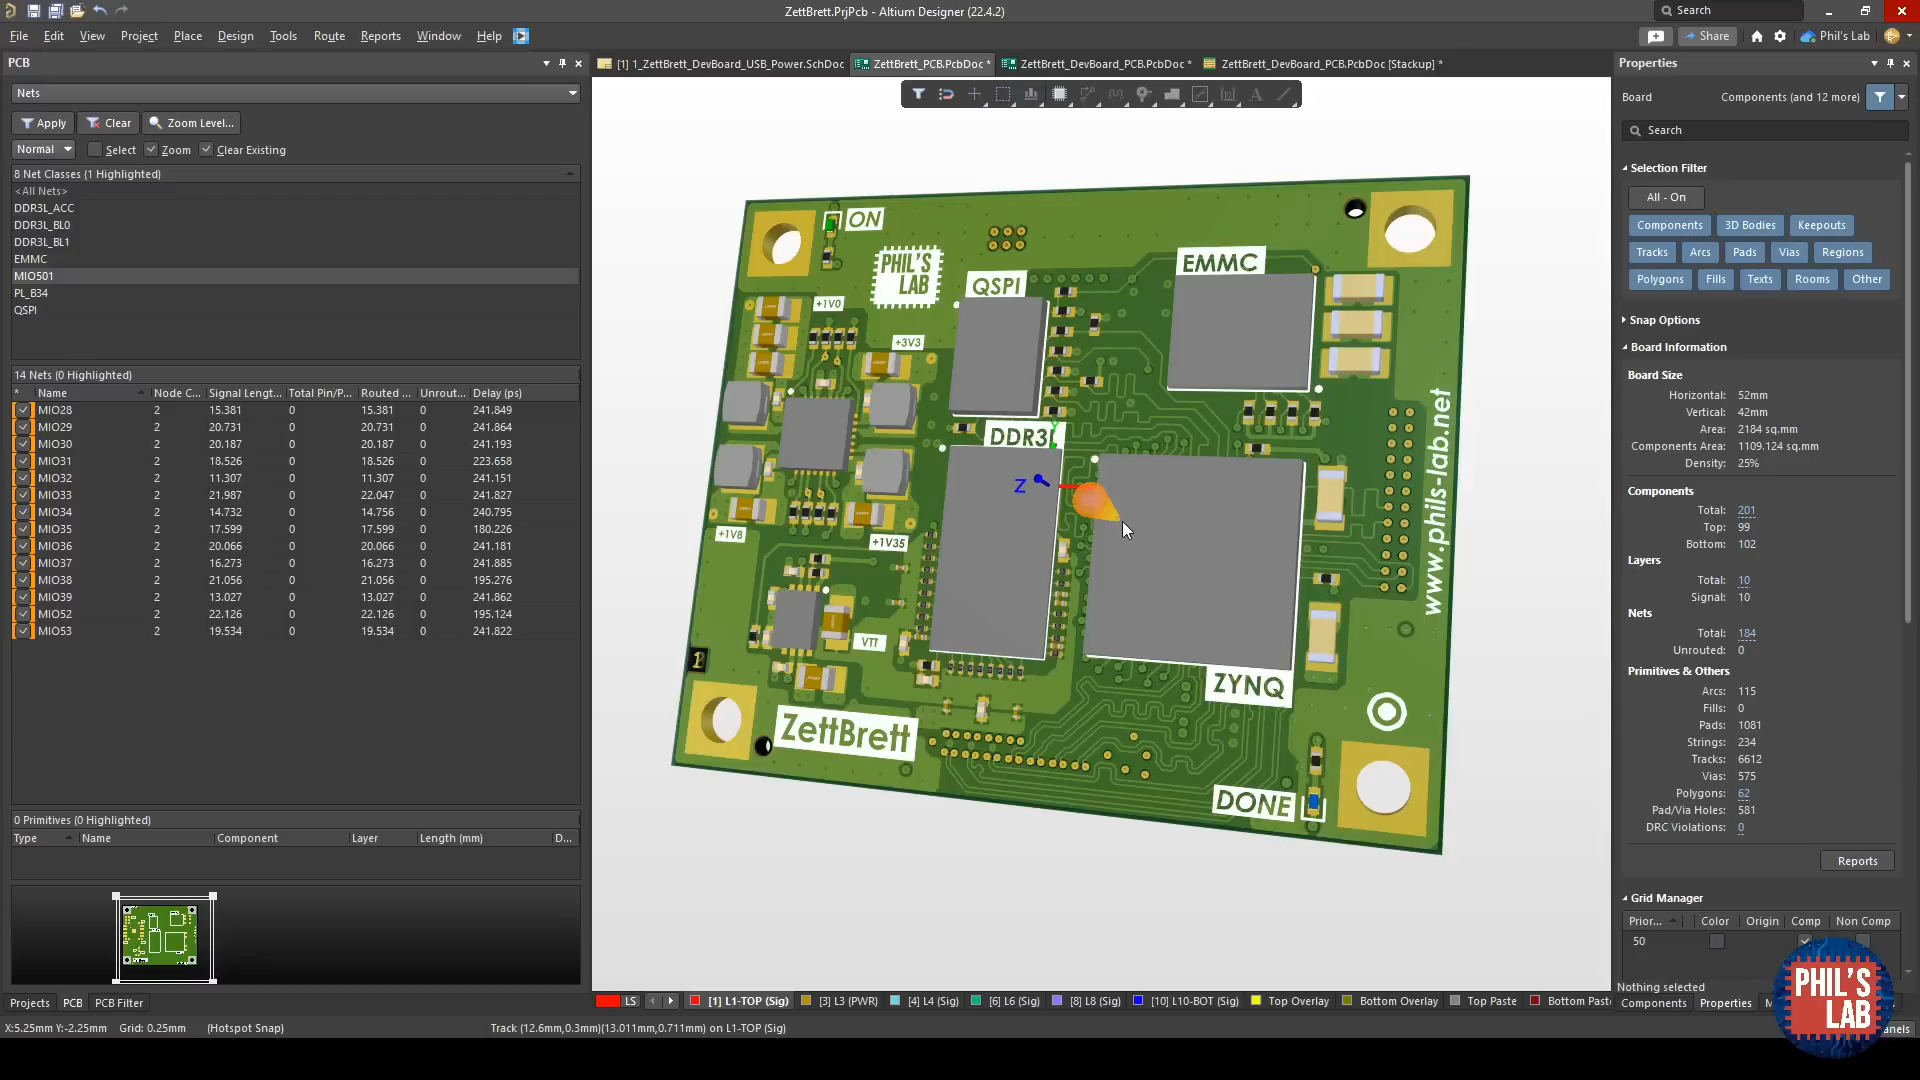 ZettBrett.PrjPcb - Altium Designer (22.4.2)
Search
File Edit View Project Place Design Tools Route Reports Window Help
Share
Phil's Lab
PCB
[1] 1_ZettBrett_DevBoard_USB_Power.SchDoc
ZettBrett_PCB.PcbDoc *
ZettBrett_DevBoard_PCB.PcbDoc *
ZettBrett_DevBoard_PCB.PcbDoc [Stackup] *
Properties
Nets
Apply Clear Zoom Level...
Normal Select Zoom Clear Existing
8 Net Classes (1 Highlighted)
<All Nets>
DDR3L_ACC
DDR3L_BL0
DDR3L_BL1
EMMC
MIO501
PL_B34
QSPI
14 Nets (0 Highlighted)
* Name Node C... Signal Lengt... Total Pin/P... Routed ... Unrout... Delay (ps)
MIO28 2 15.381 0 15.381 0 241.849
MIO29 2 20.731 0 20.731 0 241.864
MIO30 2 20.187 0 20.187 0 241.193
MIO31 2 18.526 0 18.526 0 223.658
MIO32 2 11.307 0 11.307 0 241.151
MIO33 2 21.987 0 22.047 0 241.827
MIO34 2 14.732 0 14.756 0 240.795
MIO35 2 17.599 0 17.599 0 180.226
MIO36 2 20.066 0 20.066 0 241.181
MIO37 2 16.273 0 16.273 0 241.885
MIO38 2 21.056 0 21.056 0 195.276
MIO39 2 13.027 0 13.027 0 241.862
MIO52 2 22.126 0 22.126 0 195.124
MIO53 2 19.534 0 19.534 0 241.822
0 Primitives (0 Highlighted)
Type Name Component Layer Length (mm) D...
Projects PCB PCB Filter
ON
PHIL'S
LAB
QSPI
EMMC
+1V0
+3V3
DDR3L
Z
+1V8
+1V35
VTT
ZYNQ
ZettBrett
DONE
www.phils-lab.net
LS
[1] L1-TOP (Sig) [3] L3 (PWR) [4] L4 (Sig) [6] L6 (Sig) [8] L8 (Sig) [10] L10-BOT (Sig) Top Overlay Bottom Overlay Top Paste Bottom Past
X:5.25mm Y:-2.25mm Grid: 0.25mm (Hotspot Snap)
Track (12.6mm,0.3mm)(13.011mm,0.711mm) on L1-TOP (Sig)
Board Components (and 12 more)
Search
Selection Filter
All - On
Components 3D Bodies Keepouts
Tracks Arcs Pads Vias Regions
Polygons Fills Texts Rooms Other
Snap Options
Board Information
Board Size
Horizontal: 52mm
Vertical: 42mm
Area: 2184 sq.mm
Components Area: 1109.124 sq.mm
Density: 25%
Components
Total: 201
Top: 99
Bottom: 102
Layers
Total: 10
Signal: 10
Nets
Total: 184
Unrouted: 0
Primitives & Others
Arcs: 115
Fills: 0
Pads: 1081
Strings: 234
Tracks: 6612
Vias: 575
Polygons: 62
Pad/Via Holes: 581
DRC Violations: 0
Reports
Grid Manager
Prior... Color Origin Comp Non Comp
50
Nothing selected
Components Properties
PHIL'S
LAB
anels